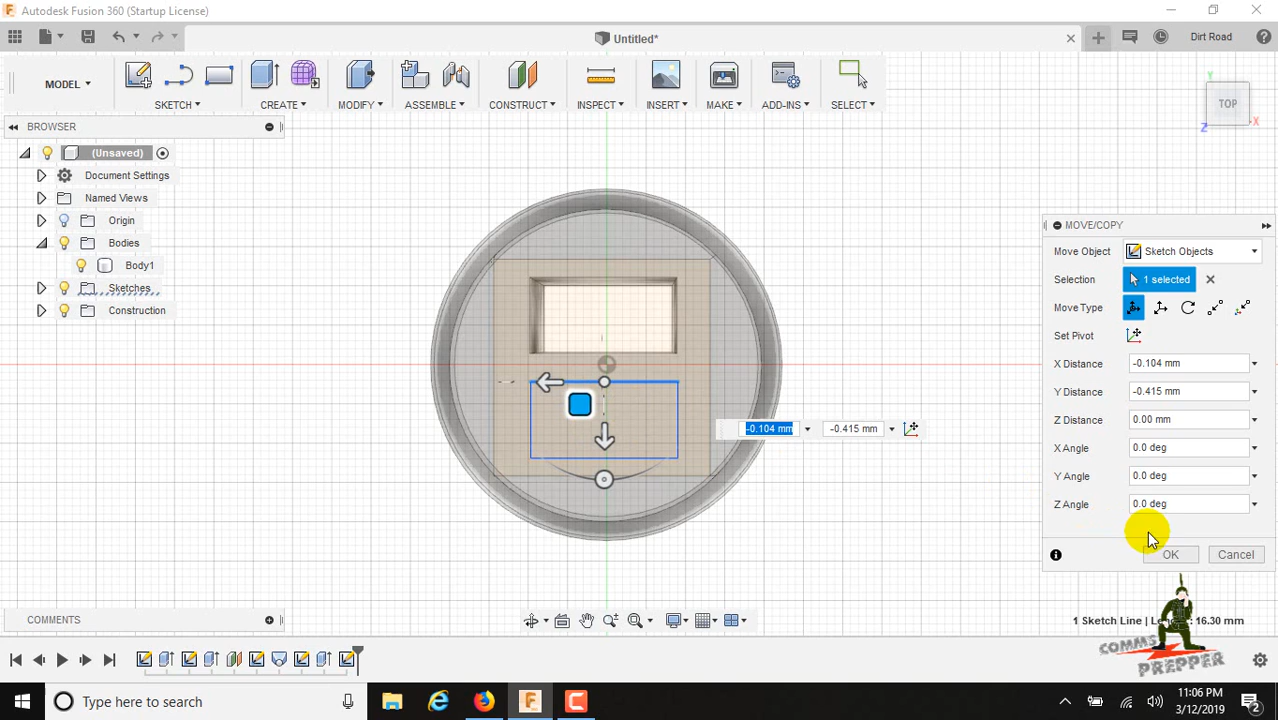 Autodesk Fusion 360 (Startup License)
Untitled*
Dirt Road
MODEL
SKETCH
CREATE
MODIFY
ASSEMBLE
CONSTRUCT
INSPECT
INSERT
MAKE
ADD-INS
SELECT
BROWSER
(Unsaved)
Document Settings
Named Views
Origin
Bodies
Body1
Sketches
Construction
Y
TOP
X
Z
MOVE/COPY
Move Object
Sketch Objects
Selection
1 selected
Move Type
Set Pivot
X Distance
-0.104 mm
Y Distance
-0.415 mm
Z Distance
0.00 mm
X Angle
0.0 deg
Y Angle
0.0 deg
Z Angle
0.0 deg
OK
Cancel
-0.104 mm
-0.415 mm
COMMENTS
16.30 mm
1 Sketch Line |
COMMS
PREPPER
Type here to search
11:06 PM
3/12/2019
2